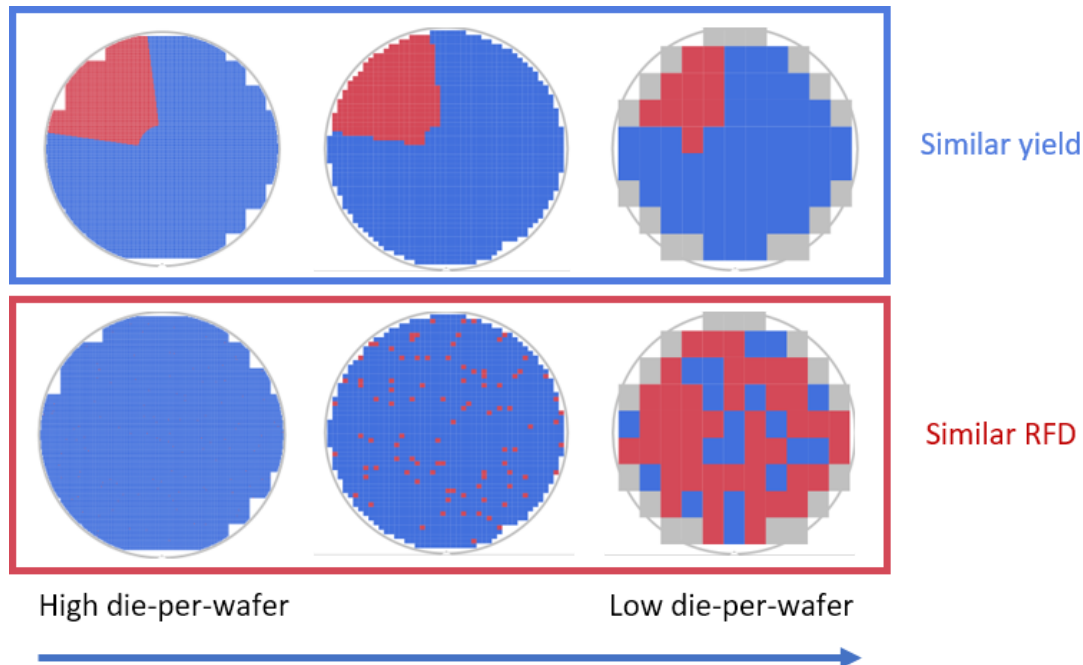 Similar yield
Similar RFD
High die-per-wafer
Low die-per-wafer